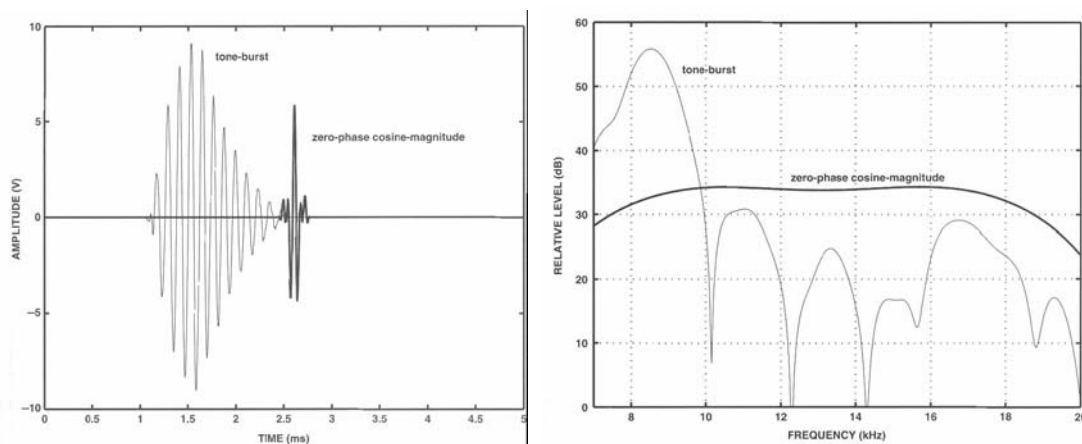 10
5
0
−5
−10
AMPLITUDE (V)
tone-burst
zero-phase cosine-magnitude
0 0.5 1 1.5 2 2.5 3 3.5 4 4.5 5
TIME (ms)
60
50
40
30
20
10
0
RELATIVE LEVEL (dB)
tone-burst
zero-phase cosine-magnitude
8 10 12 14 16 18 20
FREQUENCY (kHz)